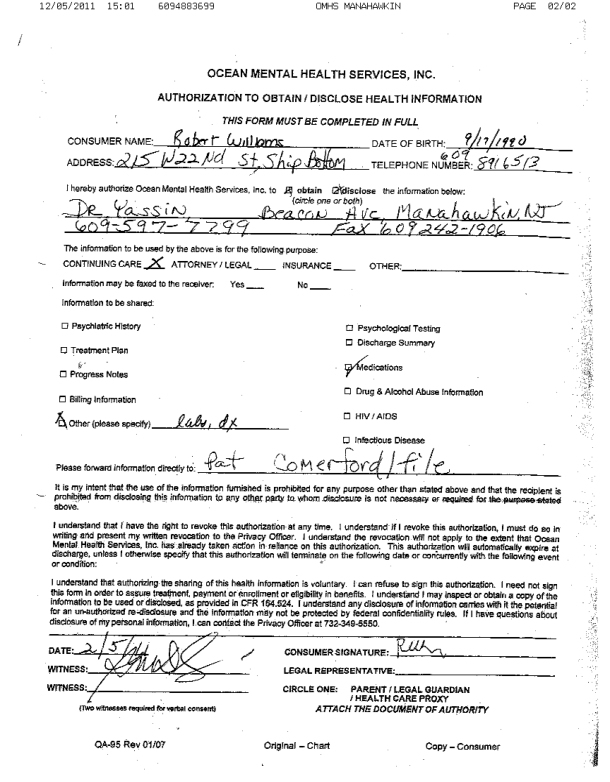 12/05/2011 15:01 6094883699 OMHS MANAHAWKIN PAGE 02/02
OCEAN MENTAL HEALTH SERVICES, INC.
AUTHORIZATION TO OBTAIN / DISCLOSE HEALTH INFORMATION
THIS FORM MUST BE COMPLETED IN FULL
CONSUMER NAME: Robert Williams DATE OF BIRTH: 9/17/1980
ADDRESS: 215 W 22 Nd St. Ship Bottom TELEPHONE NUMBER: 609 8916513
I hereby authorize Ocean Mental Health Services, Inc. to obtain disclose the information below:
(circle one or both)
DR Yassin Beacon Ave, Manahawkin, NJ
609-597-7299 Fax 609 242-1906
The information to be used by the above is for the following purpose:
CONTINUING CARE X ATTORNEY / LEGAL ____ INSURANCE ____ OTHER:
Information may be faxed to the receiver: Yes ____ No ____
Information to be shared:
☐ Psychiatric History ☐ Psychological Testing
☐ Discharge Summary
☐ Treatment Plan
☑ Medications
☐ Progress Notes
☐ Drug & Alcohol Abuse Information
☐ Billing Information
☐ HIV / AIDS
☒ Other (please specify) labs, dx
☐ Infectious Disease
Please forward information directly to: Pat Comerford / file
It is my intent that the use of the information furnished is prohibited for any purpose other than stated above and that the recipient is
prohibited from disclosing this information to any other party to whom disclosure is not necessary or required for the purpose stated
above.
I understand that I have the right to revoke this authorization at any time. I understand if I revoke this authorization, I must do so in
writing and present my written revocation to the Privacy Officer. I understand the revocation will not apply to the extent that Ocean
Mental Health Services, Inc. has already taken action in reliance on this authorization. This authorization will automatically expire at
discharge, unless I otherwise specify that this authorization will terminate on the following date or concurrently with the following event
or condition:
I understand that authorizing the sharing of this health information is voluntary. I can refuse to sign this authorization. I need not sign
this form in order to assure treatment, payment or enrollment or eligibility in benefits. I understand I may inspect or obtain a copy of the
information to be used or disclosed, as provided in CFR 164.524. I understand any disclosure of information carries with it the potential
for an un-authorized re-disclosure and the information may not be protected by federal confidentiality rules. If I have questions about
disclosure of my personal information, I can contact the Privacy Officer at 732-349-5550.
DATE: 2/5/ CONSUMER SIGNATURE:
WITNESS: LEGAL REPRESENTATIVE:
WITNESS: CIRCLE ONE: PARENT / LEGAL GUARDIAN
/ HEALTH CARE PROXY
(Two witnesses required for verbal consent) ATTACH THE DOCUMENT OF AUTHORITY
QA-95 Rev 01/07 Original – Chart Copy – Consumer